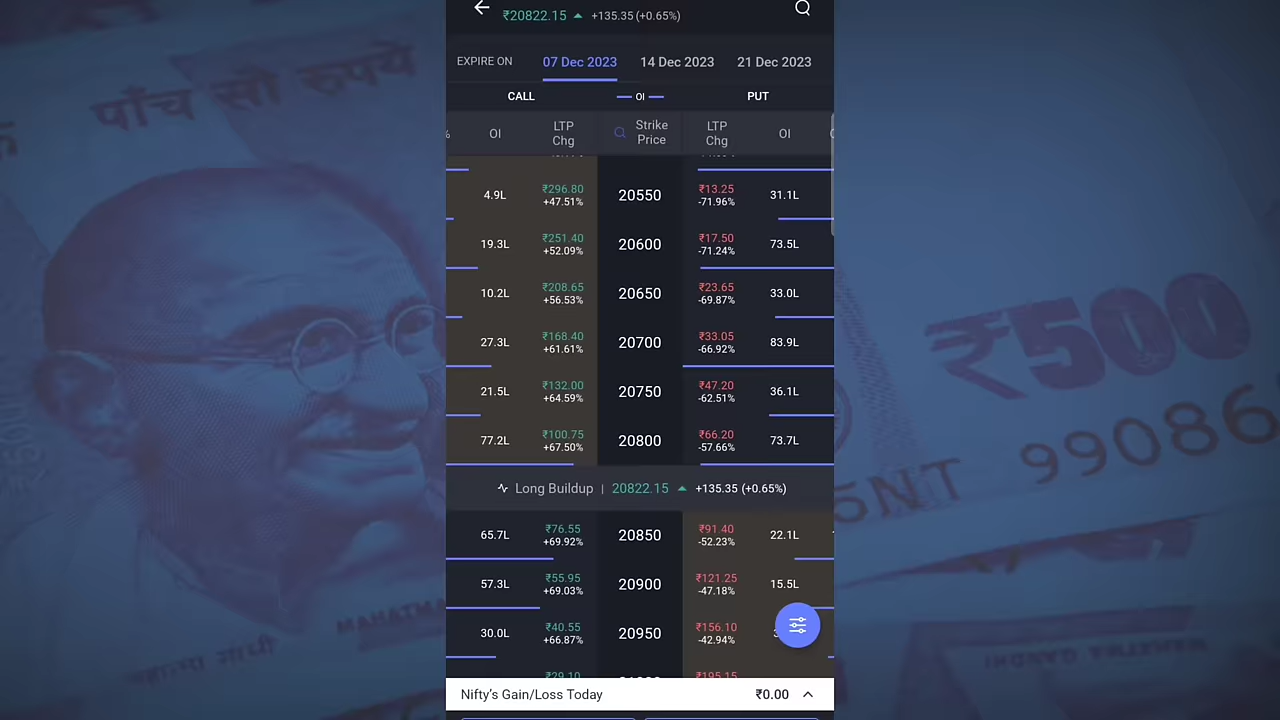 ₹20822.15 ▲ +135.35 (+0.65%)
EXPIRE ON 07 Dec 2023 14 Dec 2023 21 Dec 2023
CALL OI PUT
% OI LTP Chg Strike Price LTP Chg OI
4.9L ₹296.80 +47.51% 20550 ₹13.25 -71.96% 31.1L
19.3L ₹251.40 +52.09% 20600 ₹17.50 -71.24% 73.5L
10.2L ₹208.65 +56.53% 20650 ₹23.65 -69.87% 33.0L
27.3L ₹168.40 +61.61% 20700 ₹33.05 -66.92% 83.9L
21.5L ₹132.00 +64.59% 20750 ₹47.20 -62.51% 36.1L
77.2L ₹100.75 +67.50% 20800 ₹66.20 -57.66% 73.7L
Long Buildup | 20822.15 ▲ +135.35 (+0.65%)
65.7L ₹76.55 +69.92% 20850 ₹91.40 -52.23% 22.1L
57.3L ₹55.95 +69.03% 20900 ₹121.25 -47.18% 15.5L
30.0L ₹40.55 +66.87% 20950 ₹156.10 -42.94%
₹29.10 ₹195.15
Nifty's Gain/Loss Today ₹0.00
पाँच सौ रुपये
₹500
5NT 99086
महात्मा गांधी
MAHATMA